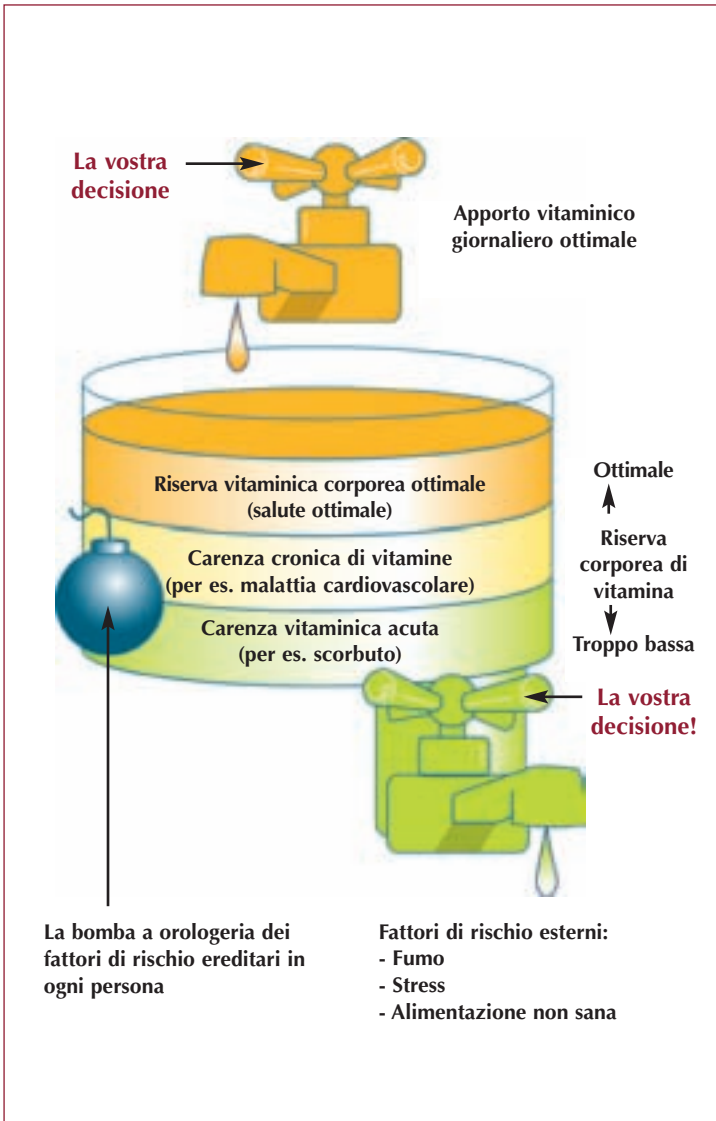 La vostra
decisione
Apporto vitaminico
giornaliero ottimale
Riserva vitaminica corporea ottimale
(salute ottimale)
Carenza cronica di vitamine
(per es. malattia cardiovascolare)
Carenza vitaminica acuta
(per es. scorbuto)
Ottimale
Riserva
corporea di
vitamina
Troppo bassa
La vostra
decisione!
La bomba a orologeria dei
fattori di rischio ereditari in
ogni persona
Fattori di rischio esterni:
- Fumo
- Stress
- Alimentazione non sana